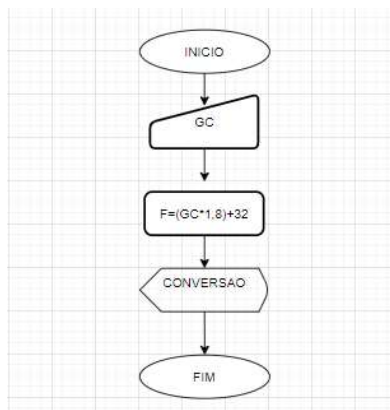 INICIO
GC
F=(GC*1,8)+32
CONVERSAO
FIM